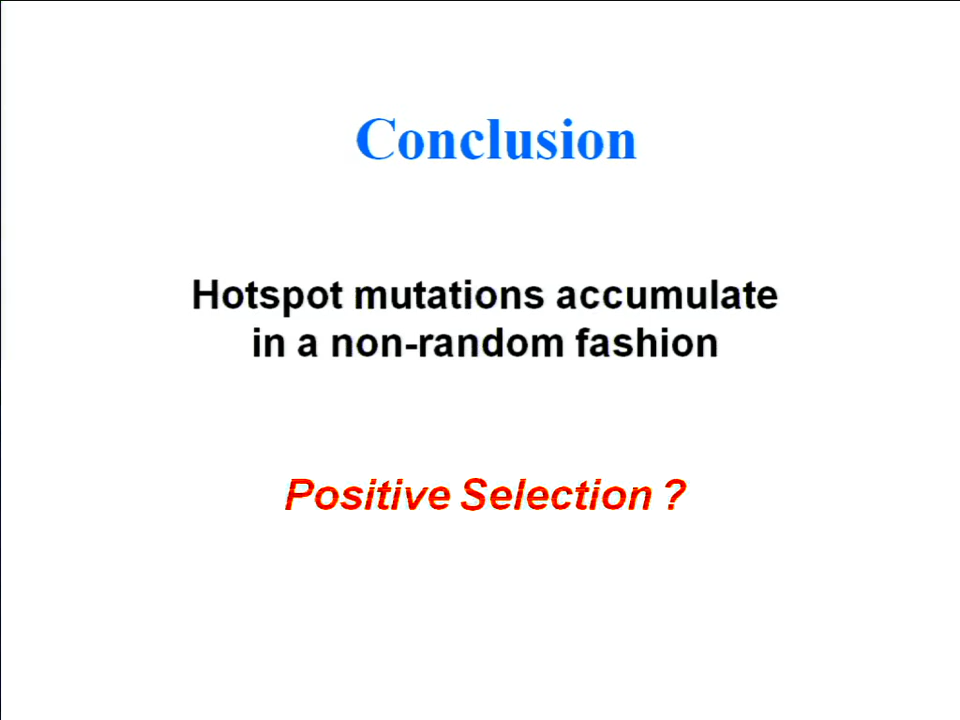 Conclusion
Hotspot mutations accumulate
in a non-random fashion
Positive Selection ?